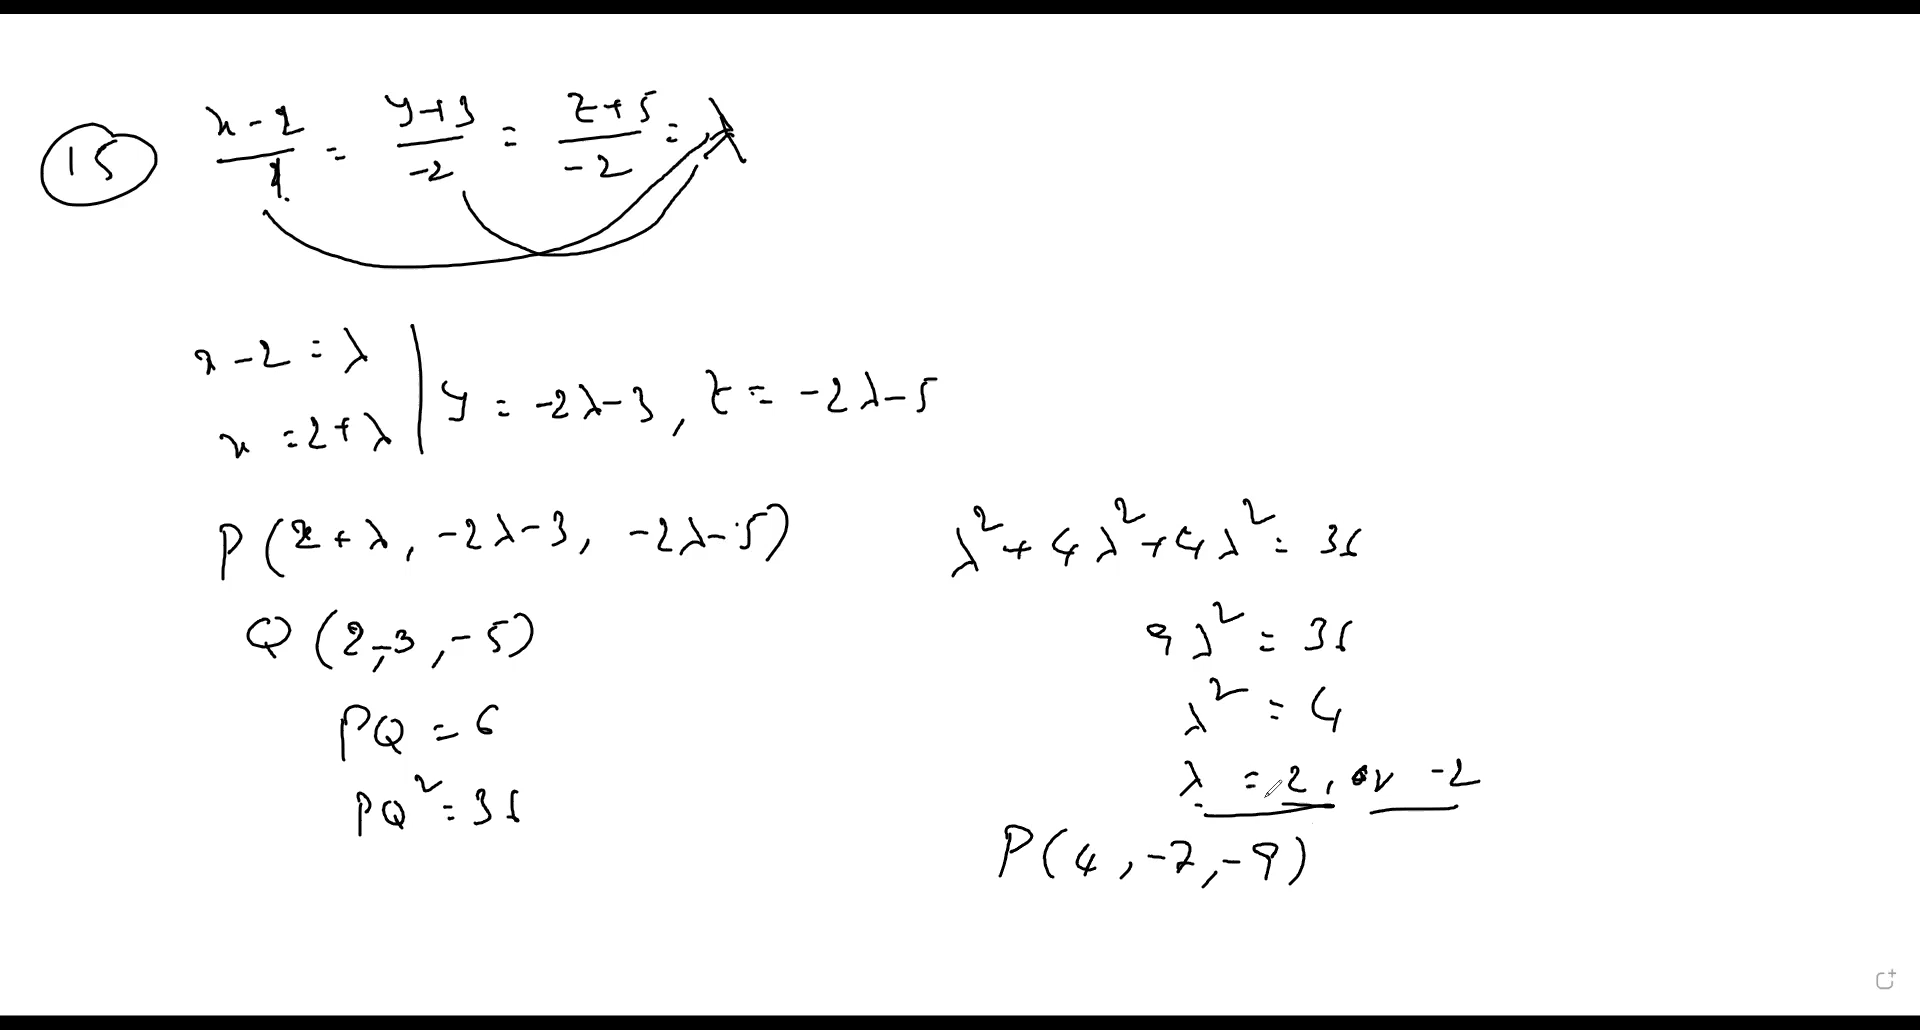 15 (x-2)/1 = (y+3)/-2 = (z+5)/-2 = λ
x-2 = λ
x = 2+λ | y = -2λ-3, z = -2λ-5
P(2+λ, -2λ-3, -2λ-5)
Q(2,-3,-5)
PQ = 6
PQ² = 36
λ²+4λ²+4λ² = 36
9λ² = 36
λ² = 4
λ = 2, or -2
P(4,-7,-9)